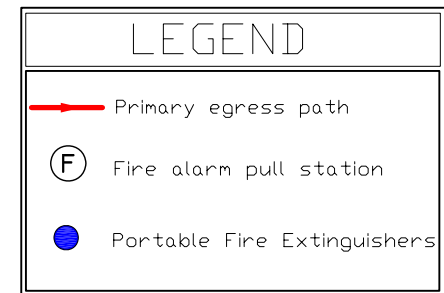 LEGEND
Primary egress path
F Fire alarm pull station
Portable Fire Extinguishers